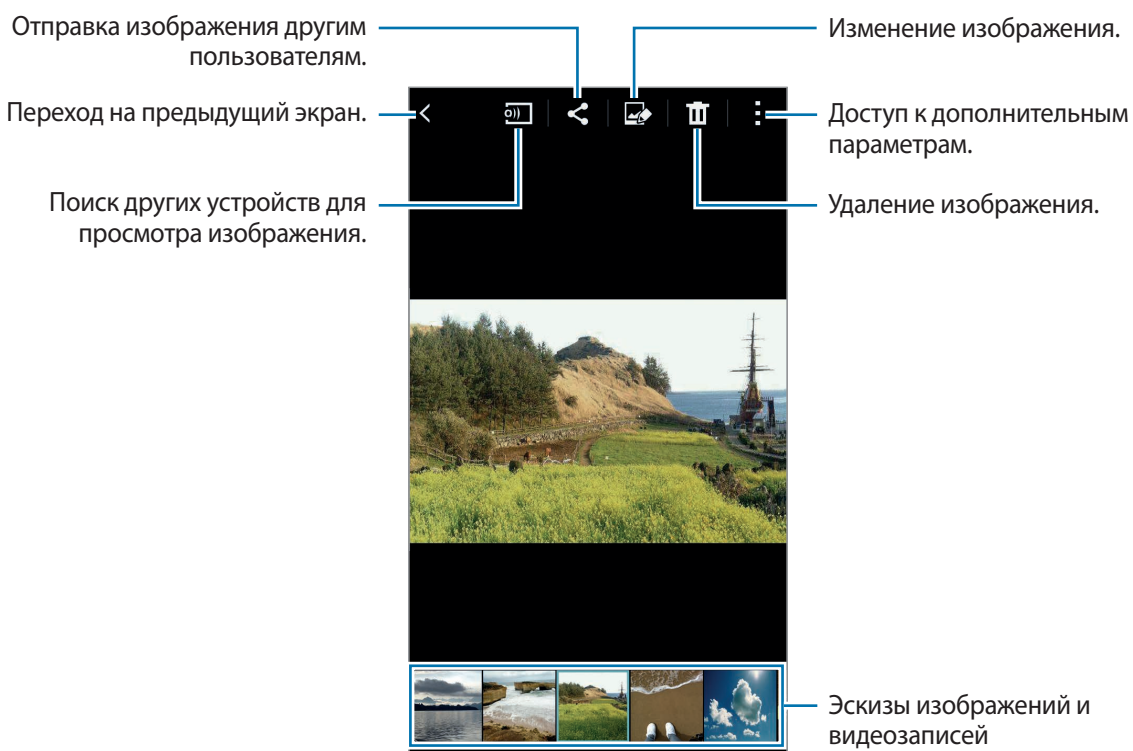 Отправка изображения другим
пользователям.
Изменение изображения.
Переход на предыдущий экран.
Доступ к дополнительным
параметрам.
Поиск других устройств для
просмотра изображения.
Удаление изображения.
Эскизы изображений и
видеозаписей